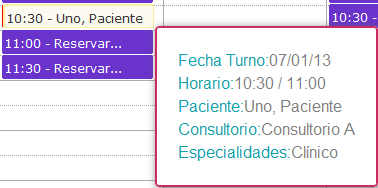 10:30 - Uno, Paciente
11:00 - Reservar...
11:30 - Reservar...
10:30 -
Fecha Turno:07/01/13
Horario:10:30 / 11:00
Paciente:Uno, Paciente
Consultorio:Consultorio A
Especialidades:Clínico